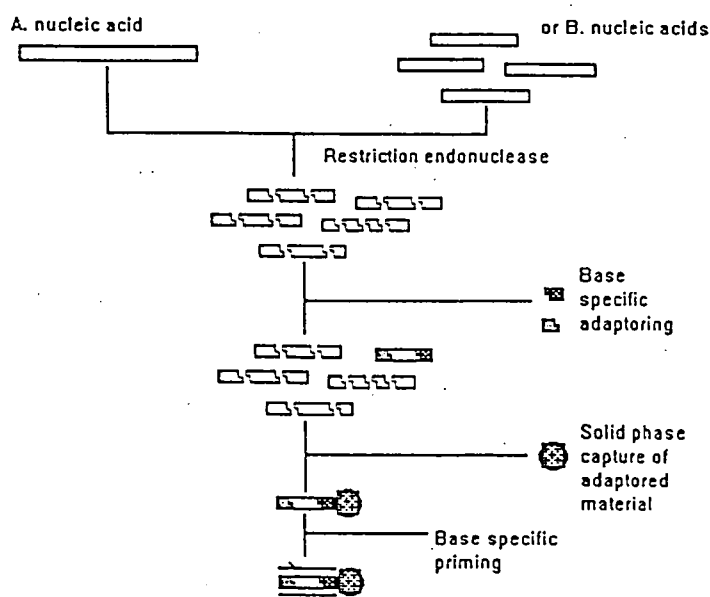 A. nucleic acid
or B. nucleic acids
Restriction endonuclease
Base
specific
adaptoring
Solid phase
capture of
adaptored
material
Base specific
priming